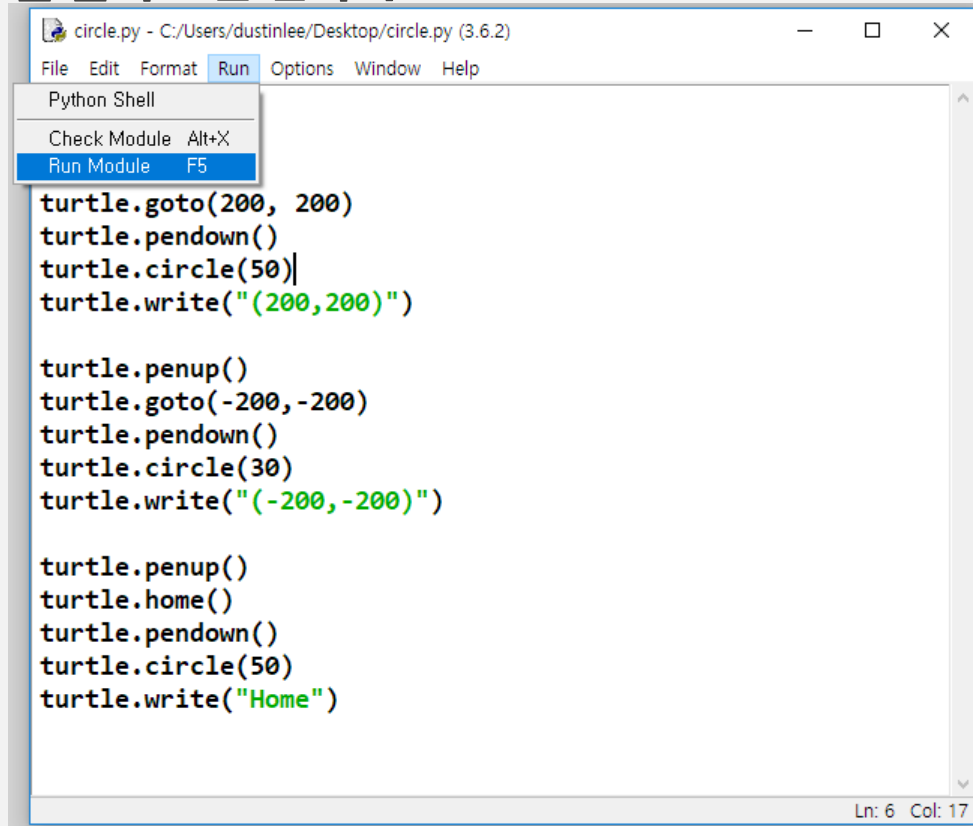 circle.py - C:/Users/dustinlee/Desktop/circle.py (3.6.2)
File Edit Format Run Options Window Help
Python Shell
Check Module Alt+X
Run Module F5
turtle.goto(200, 200)
turtle.pendown()
turtle.circle(50)
turtle.write("(200,200)")
turtle.penup()
turtle.goto(-200,-200)
turtle.pendown()
turtle.circle(30)
turtle.write("(-200,-200)")
turtle.penup()
turtle.home()
turtle.pendown()
turtle.circle(50)
turtle.write("Home")
Ln: 6 Col: 17